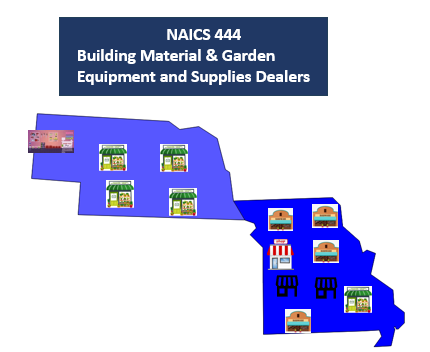 NAICS 444
Building Material & Garden
Equipment and Supplies Dealers